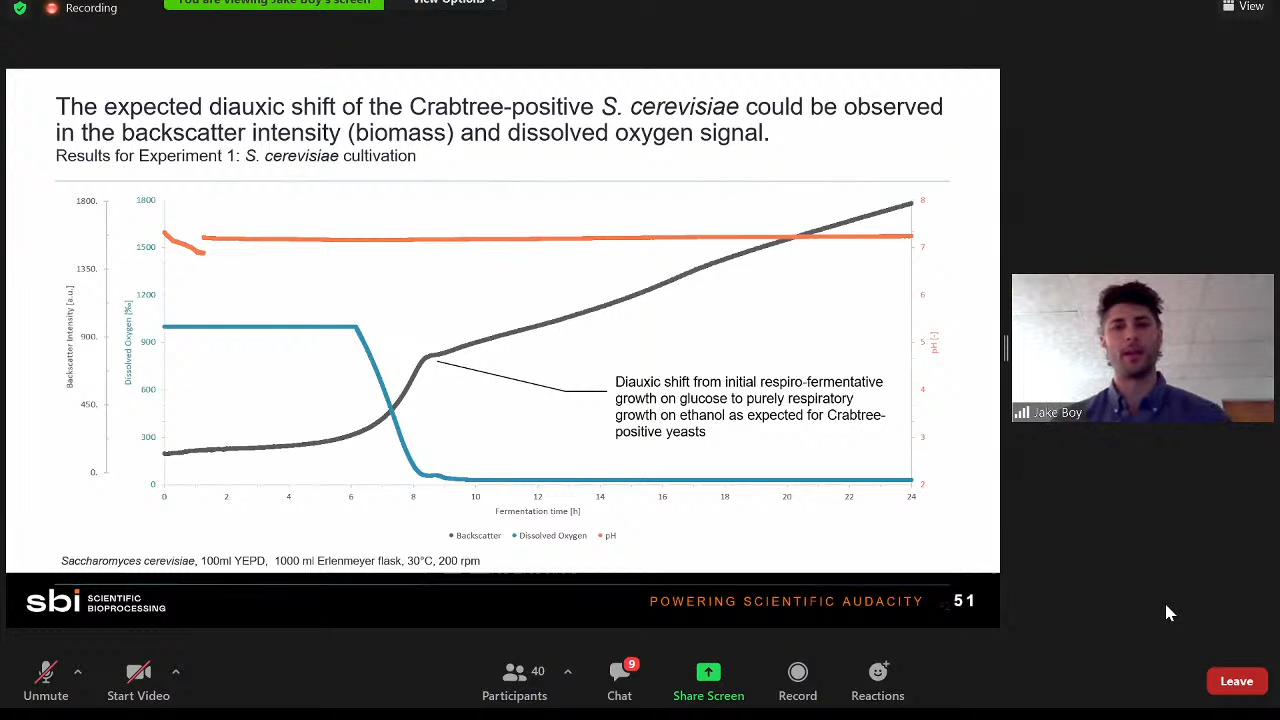 Recording
You are viewing Jake Boy's screen
View Options
View
The expected diauxic shift of the Crabtree-positive S. cerevisiae could be observed
in the backscatter intensity (biomass) and dissolved oxygen signal.
Results for Experiment 1: S. cerevisiae cultivation
1800.
1350.
900.
450.
0.
Backscatter Intensity [a.u.]
1800
1500
1200
900
600
300
0
Dissolved Oxygen [‰]
8
7
6
5
4
3
2
pH [-]
Diauxic shift from initial respiro-fermentative
growth on glucose to purely respiratory
growth on ethanol as expected for Crabtree-
positive yeasts
0 2 4 6 8 10 12 14 16 18 20 22 24
Fermentation time [h]
Backscatter Dissolved Oxygen pH
Saccharomyces cerevisiae, 100ml YEPD, 1000 ml Erlenmeyer flask, 30°C, 200 rpm
sbi SCIENTIFIC
BIOPROCESSING
POWERING SCIENTIFIC AUDACITY
51
Jake Boy
Unmute
Start Video
40
Participants
9
Chat
Share Screen
Record
Reactions
Leave